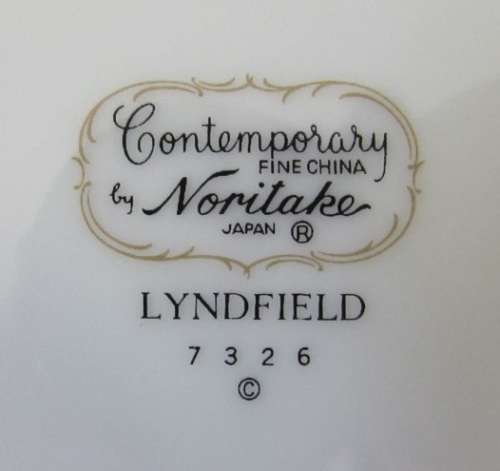 Contemporary
FINE CHINA
by Noritake
JAPAN ®
LYNDFIELD
7326
©